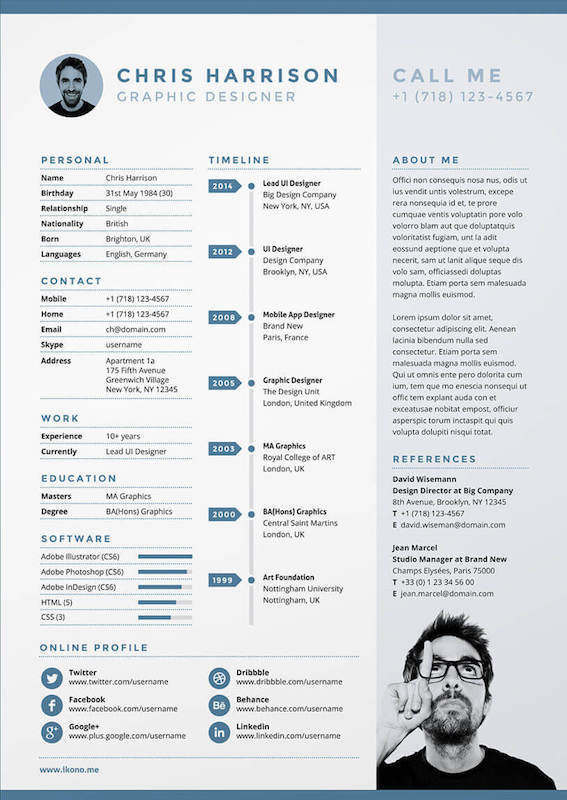 CHRIS HARRISON
GRAPHIC DESIGNER
CALL ME
+1 (718) 123-4567
PERSONAL
Name Chris Harrison
Birthday 31st May 1984 (30)
Relationship Single
Nationality British
Born Brighton, UK
Languages English, Germany
CONTACT
Mobile +1 (718) 123-4567
Home +1 (718) 123-4567
Email ch@domain.com
Skype username
Address Apartment 1a
175 Fifth Avenue
Greenwich Village
New York, NY 12345
WORK
Experience 10+ years
Currently Lead UI Designer
EDUCATION
Masters MA Graphics
Degree BA(Hons) Graphics
SOFTWARE
Adobe Illustrator (CS6)
Adobe Photoshop (CS6)
Adobe InDesign (CS6)
HTML (5)
CSS (3)
TIMELINE
2014 Lead UI Designer
Big Design Company
New York, NY, USA
2012 UI Designer
Design Company
Brooklyn, NY, USA
2008 Mobile App Designer
Brand New
Paris, France
2005 Graphic Designer
The Design Unit
London, United Kingdom
2003 MA Graphics
Royal College of ART
London, UK
2000 BA(Hons) Graphics
Central Saint Martins
London, UK
1999 Art Foundation
Nottingham University
Nottingham, UK
ONLINE PROFILE
Twitter
www.twitter.com/username
Facebook
www.facebook.com/username
g+ Google+
www.plus.google.com/username
Dribbble
www.dribbble.com/username
Bē Behance
www.behance.com/username
in Linkedin
www.linkedin.com/username
www.ikono.me
ABOUT ME
Offici non consequis nosa nus, odis ut
ius vendit untis volestrum, excepe
rera nonsequia id et, te prore
cumquae ventis voluptatin pore volo
volorro blam aut que doluptatquis
voloritatist fugiam, unt la adit
eossund aeptione que et volupta
neverit, sam ut lanit alique seque dis
volo sam, officiassedi doluptas
molupta. Etiam porta sem malesuada
magna mollis euismod.
Lorem ipsum dolor sit amet,
consectetur adipiscing elit. Aenean
lacinia bibendum nulla sed
consectetur. Etiam porta sem
malesuada magna mollis euismod.
Qui ut omnis ente pero dolorita cum
ium, tem que mo enescia nonsequi ut
offic tem explant auda con et
exceatusae nobitat empost, officiur
asperspic torum inctaspit qui quis
volupta dolupiti nisqui totat.
REFERENCES
David Wisemann
Design Director at Big Company
8th Avenue, Brooklyn, NY 12345
T +1 (718) 123-4567
E david.wiseman@domain.com
Jean Marcel
Studio Manager at Brand New
Champs Elysées, Paris 75000
T +33 (0) 1 23 34 56 00
E jean.marcel@domain.com